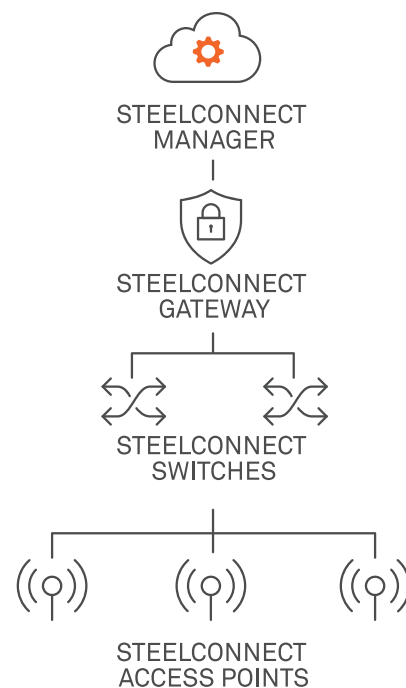 STEELCONNECT
MANAGER
STEELCONNECT
GATEWAY
STEELCONNECT
SWITCHES
STEELCONNECT
ACCESS POINTS